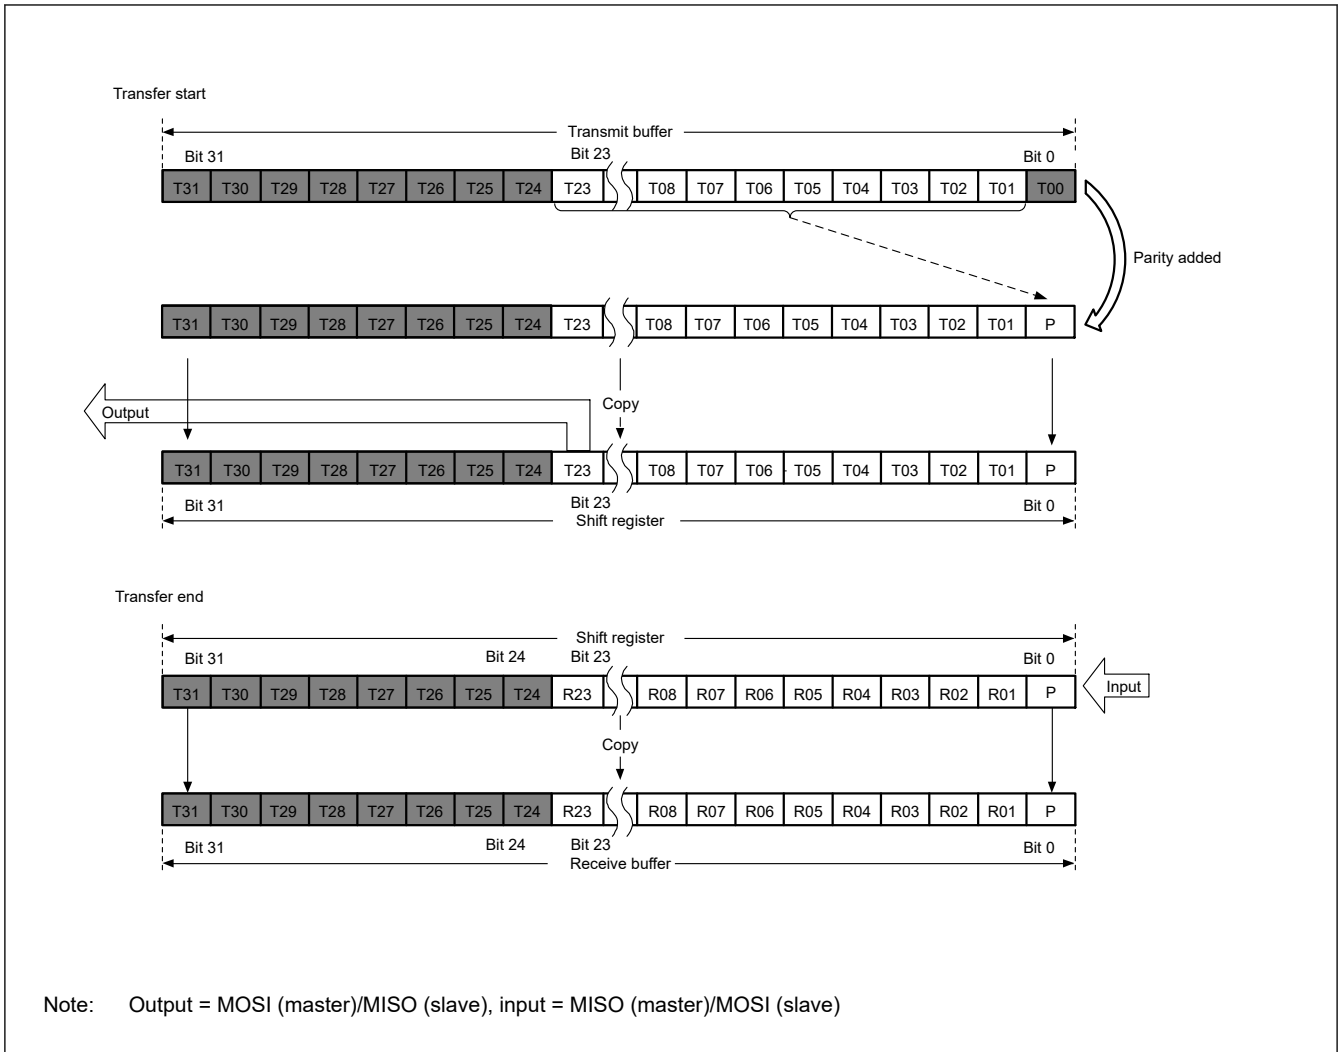 Transfer start
Transmit buffer
Bit 31 Bit 23 Bit 0
T31 T30 T29 T28 T27 T26 T25 T24 T23 T08 T07 T06 T05 T04 T03 T02 T01 T00
Parity added
T31 T30 T29 T28 T27 T26 T25 T24 T23 T08 T07 T06 T05 T04 T03 T02 T01 P
Copy
Output
T31 T30 T29 T28 T27 T26 T25 T24 T23 T08 T07 T06 T05 T04 T03 T02 T01 P
Bit 31 Bit 23 Bit 0
Shift register
Transfer end
Shift register
Bit 31 Bit 24 Bit 23 Bit 0
T31 T30 T29 T28 T27 T26 T25 T24 R23 R08 R07 R06 R05 R04 R03 R02 R01 P
Input
Copy
T31 T30 T29 T28 T27 T26 T25 T24 R23 R08 R07 R06 R05 R04 R03 R02 R01 P
Bit 31 Bit 24 Bit 23 Bit 0
Receive buffer
Note: Output = MOSI (master)/MISO (slave), input = MISO (master)/MOSI (slave)